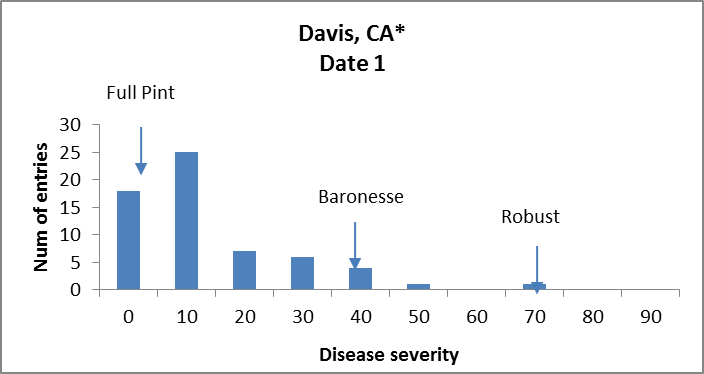 Davis, CA*
Date 1
Full Pint
Baronesse
Robust
Num of entries
30
25
20
15
10
5
0
0 10 20 30 40 50 60 70 80 90
Disease severity